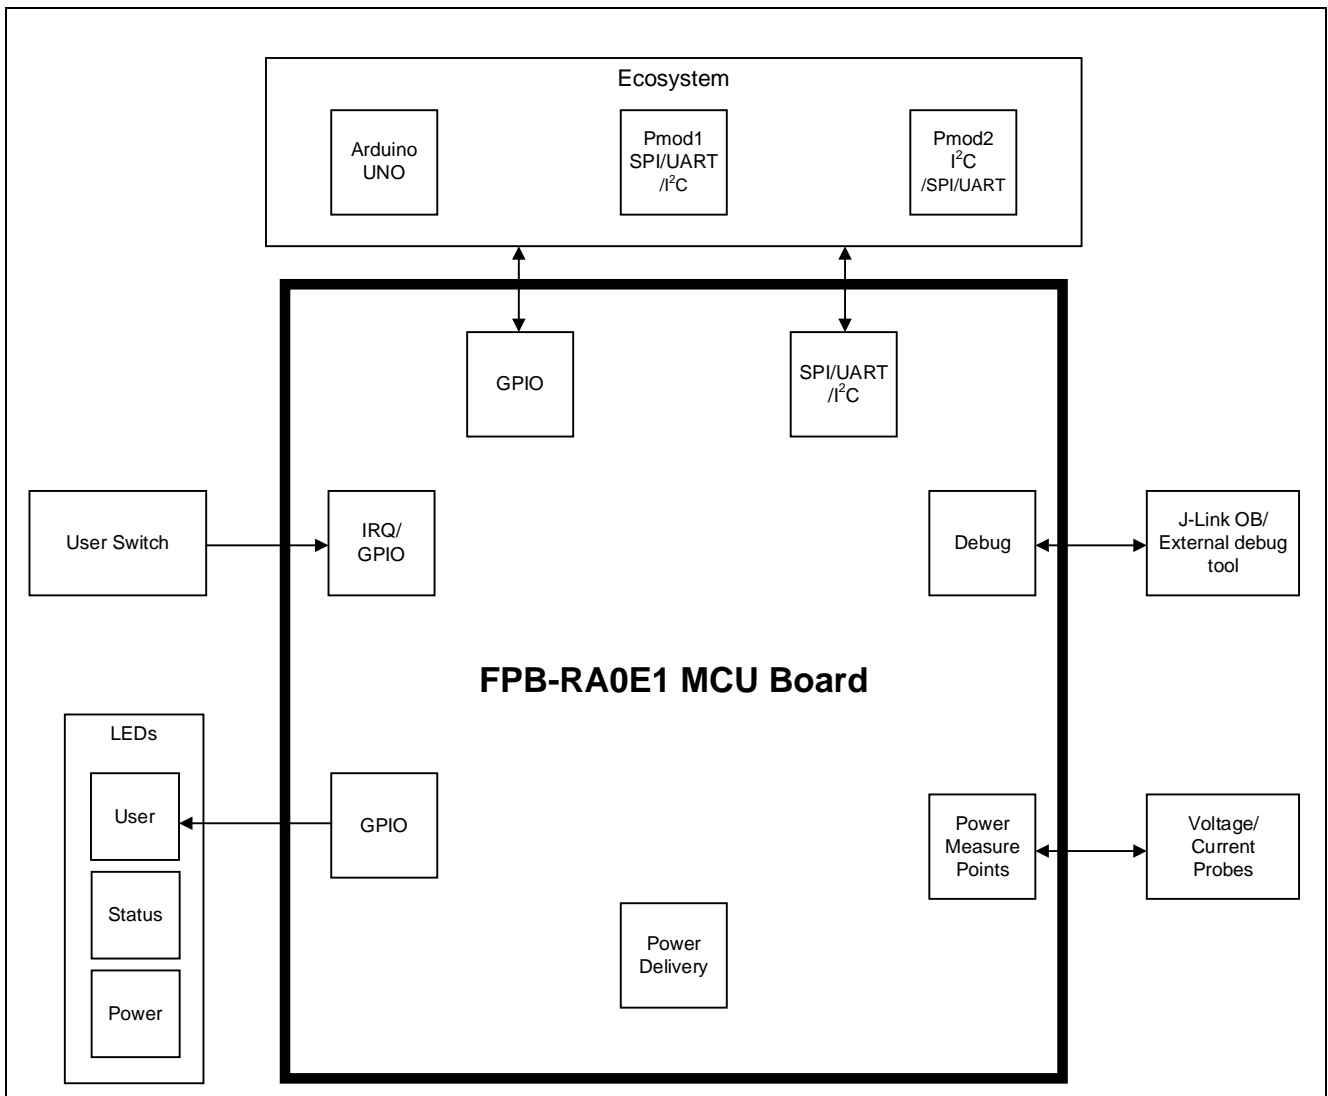 Ecosystem
Arduino
UNO
Pmod1
SPI/UART
/I²C
Pmod2
I²C
/SPI/UART
GPIO
SPI/UART
/I²C
User Switch
IRQ/
GPIO
Debug
J-Link OB/
External debug
tool
FPB-RA0E1 MCU Board
LEDs
User
Status
Power
GPIO
Power
Measure
Points
Voltage/
Current
Probes
Power
Delivery